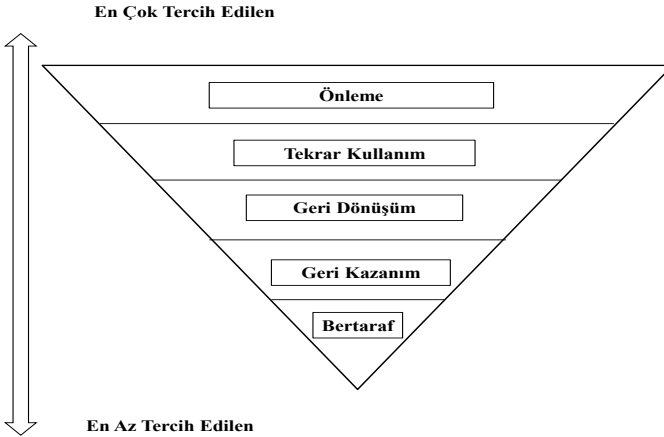 En Çok Tercih Edilen
Önleme
Tekrar Kullanım
Geri Dönüşüm
Geri Kazanım
Bertaraf
En Az Tercih Edilen